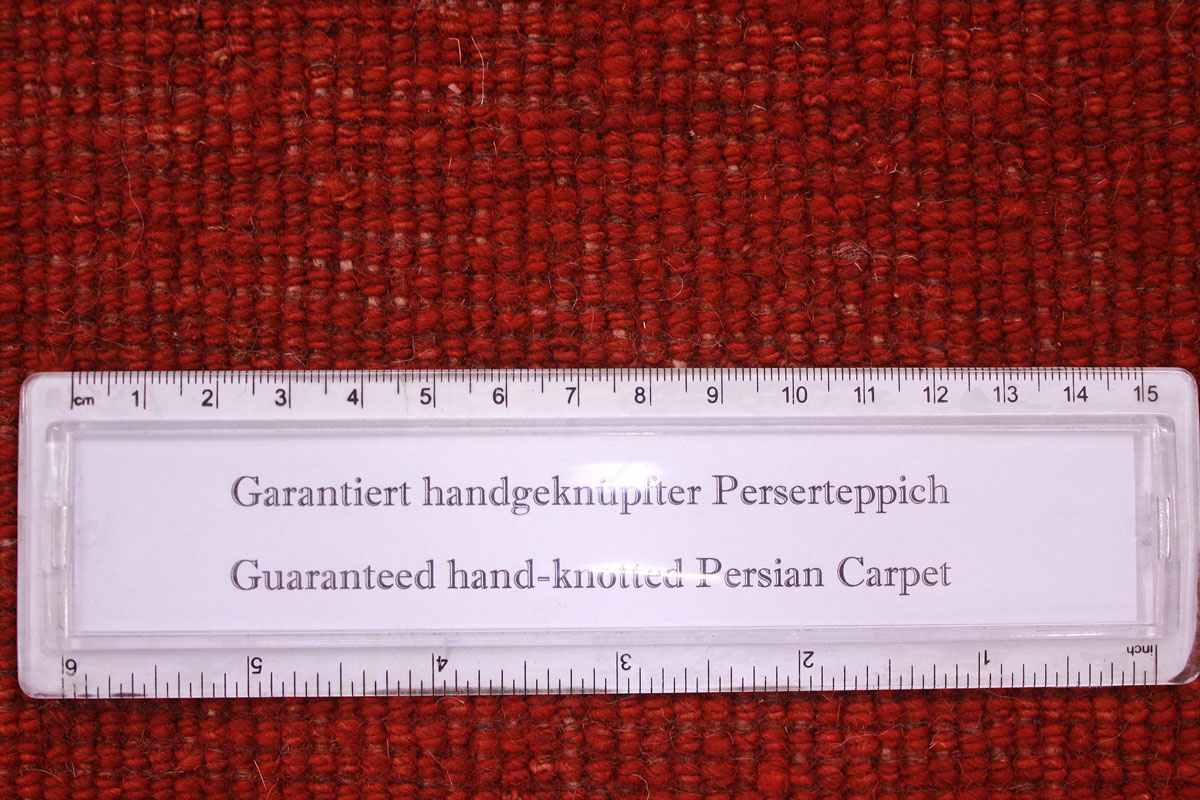 cm 1 2 3 4 5 6 7 8 9 10 11 12 13 14 15
Garantiert handgeknüpfter Perserteppich
Guaranteed hand-knotted Persian Carpet
6 5 4 3 2 1 inch